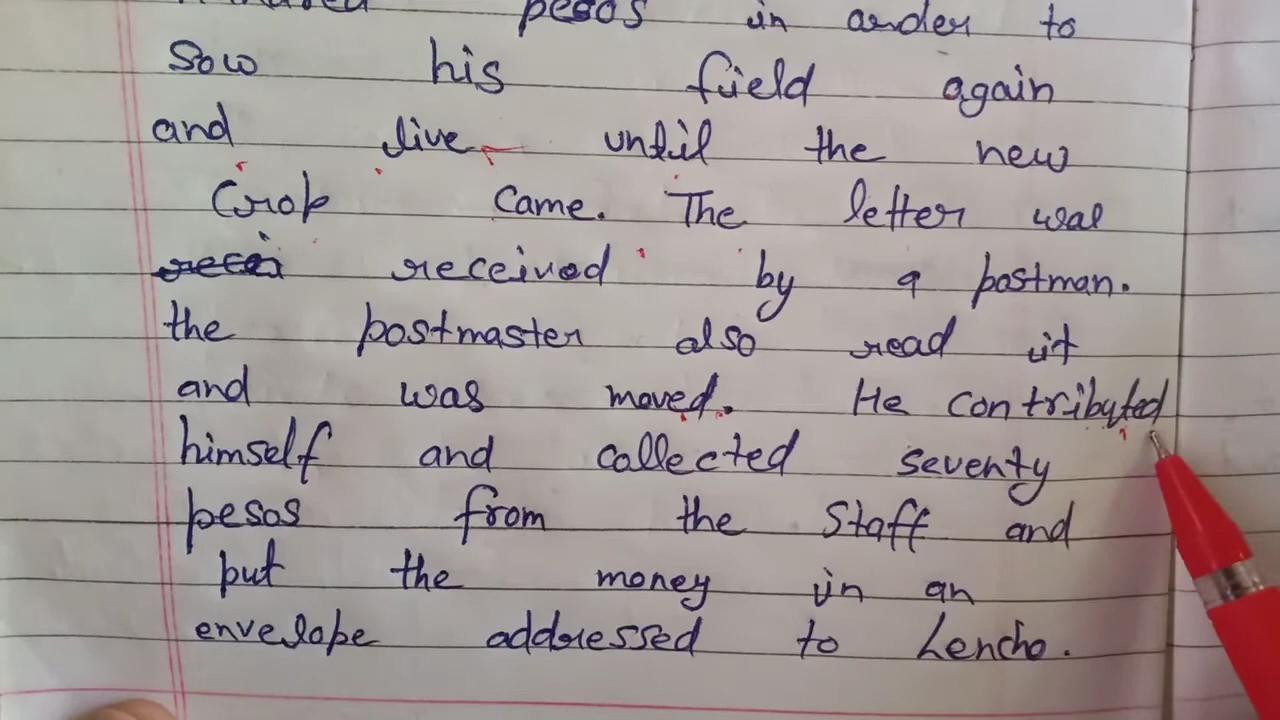 pesos in order to
Sow his field again
and live until the new
Crop came. The letter was
received by a postman.
the postmaster also read it
and was moved. He contributed
himself and collected seventy
pesos from the Staff and
put the money in an
envelope addressed to Lencho.